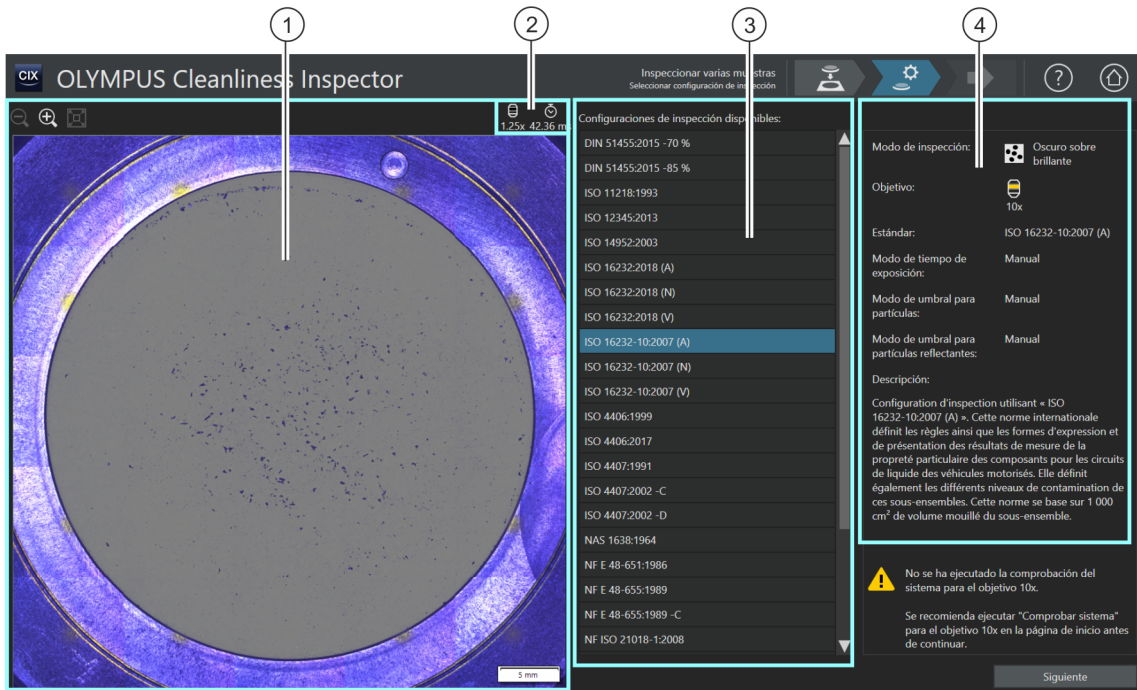 1
2
3
4
CIX
OLYMPUS Cleanliness Inspector
Inspeccionar varias muestras
Seleccionar configuración de inspección
?
1.25x 42.36 ms
Configuraciones de inspección disponibles:
DIN 51455:2015 -70 %
DIN 51455:2015 -85 %
ISO 11218:1993
ISO 12345:2013
ISO 14952:2003
ISO 16232:2018 (A)
ISO 16232:2018 (N)
ISO 16232:2018 (V)
ISO 16232-10:2007 (A)
ISO 16232-10:2007 (N)
ISO 16232-10:2007 (V)
ISO 4406:1999
ISO 4406:2017
ISO 4407:1991
ISO 4407:2002 -C
ISO 4407:2002 -D
NAS 1638:1964
NF E 48-651:1986
NF E 48-655:1989
NF E 48-655:1989 -C
NF ISO 21018-1:2008
Modo de inspección:
Oscuro sobre
brillante
Objetivo:
10x
Estándar:
ISO 16232-10:2007 (A)
Modo de tiempo de
exposición:
Manual
Modo de umbral para
partículas:
Manual
Modo de umbral para
partículas reflectantes:
Manual
Descripción:
Configuration d'inspection utilisant « ISO
16232-10:2007 (A) ». Cette norme internationale
définit les règles ainsi que les formes d'expression et
de présentation des résultats de mesure de la
propreté particulaire des composants pour les circuits
de liquide des véhicules motorisés. Elle définit
également les différents niveaux de contamination de
ces sous-ensembles. Cette norme se base sur 1 000
cm² de volume mouillé du sous-ensemble.
No se ha ejecutado la comprobación del
sistema para el objetivo 10x.
Se recomienda ejecutar "Comprobar sistema"
para el objetivo 10x en la página de inicio antes
de continuar.
5 mm
Siguiente